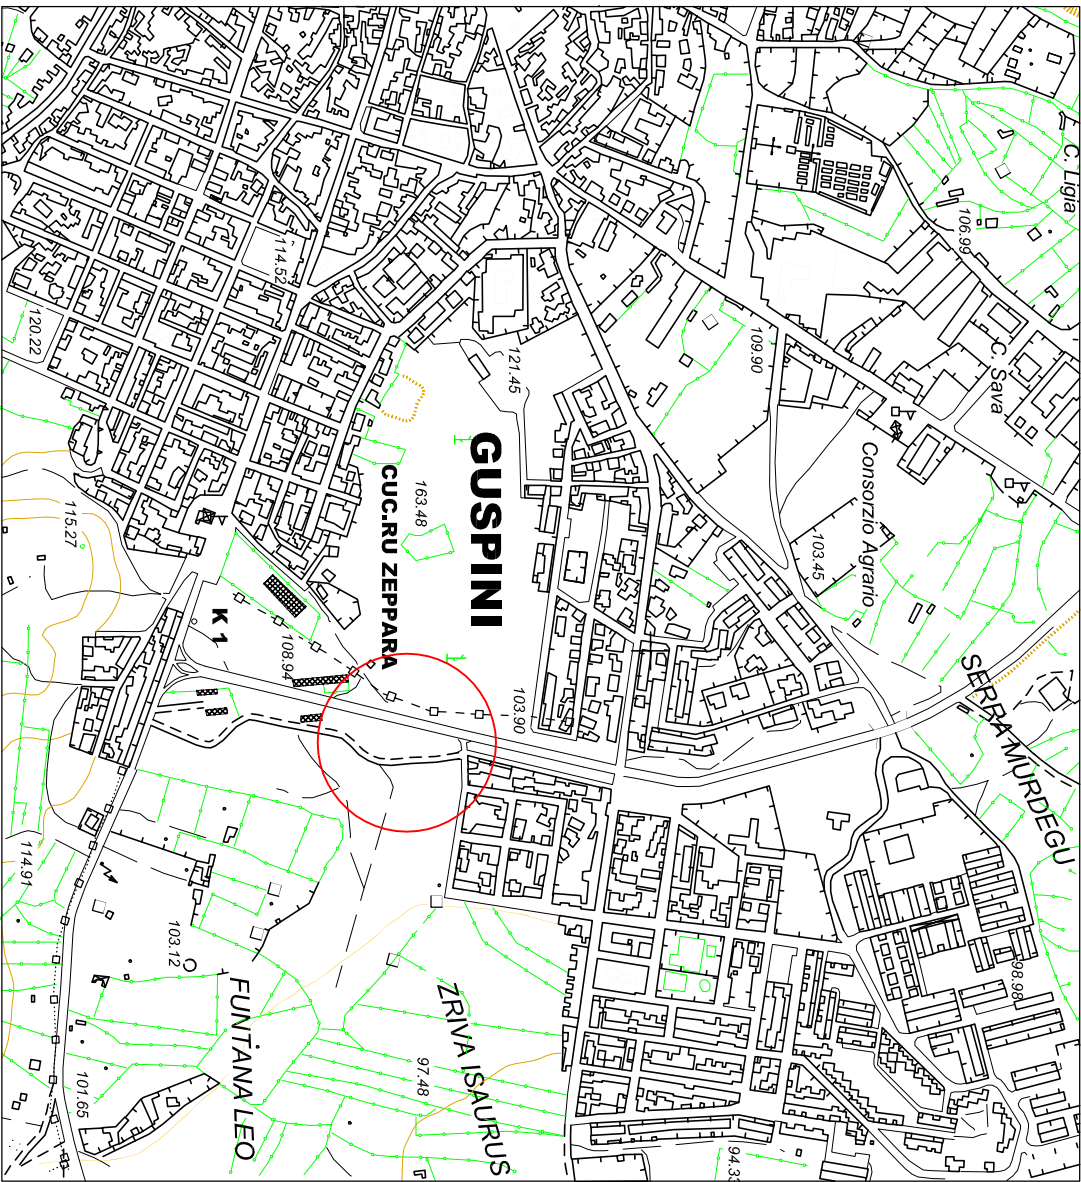 C. Ligia
106.99
114.52
120.22
109.90
C. Sava
121.45
GUSPINI
CUC.RU ZEPPARA
163.48
Consorzio Agrario
103.45
115.27
K 1
108.94
103.90
SERRA MURDEGU
114.91
103.12
98.98
FUNTANA LEO
ZRIVA ISAURUS
97.48
101.65
94.33